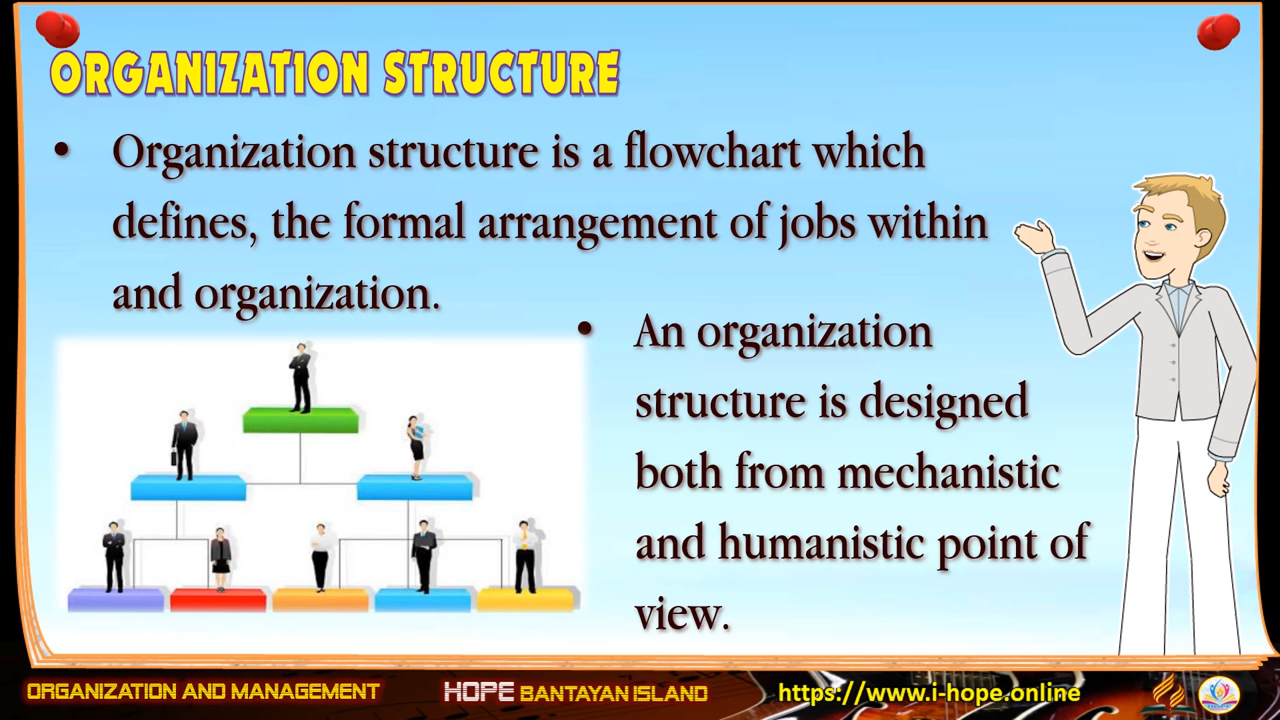 ORGANIZATION STRUCTURE
• Organization structure is a flowchart which
defines, the formal arrangement of jobs within
and organization.
• An organization
structure is designed
both from mechanistic
and humanistic point of
view.
ORGANIZATION AND MANAGEMENT
HOPE BANTAYAN ISLAND
https://www.i-hope.online